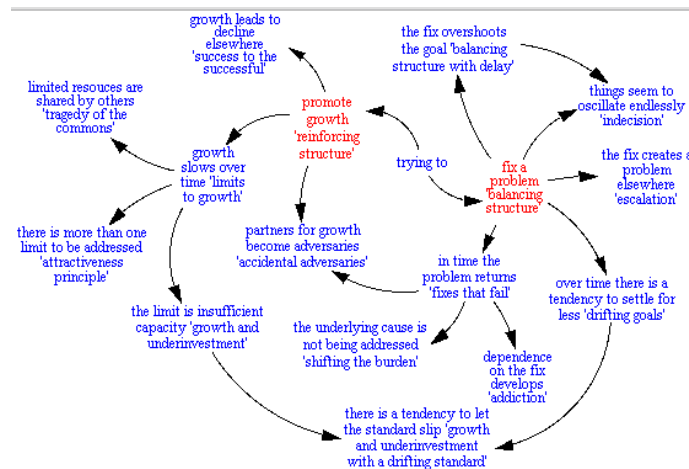 growth leads to
decline
elsewhere
'success to the
successful'
the fix overshoots
the goal 'balancing
structure with delay'
limited resouces are
shared by others
'tragedy of the
commons'
promote
growth
'reinforcing
structure'
things seem to
oscillate endlessly
'indecision'
growth
slows over
time 'limits
to growth'
trying to
fix a
problem
'balancing
structure'
the fix creates a
problem
elsewhere
'escalation'
there is more than one
limit to be addressed
'attractiveness
principle'
partners for growth
become adversaries
'accidental adversaries'
in time the
problem returns
'fixes that fail'
over time there is a
tendency to settle for
less 'drifting goals'
the limit is insufficient
capacity 'growth and
underinvestment'
the underlying cause is
not being addressed
'shifting the burden'
dependence
on the fix
develops
'addiction'
there is a tendency to let
the standard slip 'growth
and underinvestment
with a drifting standard'